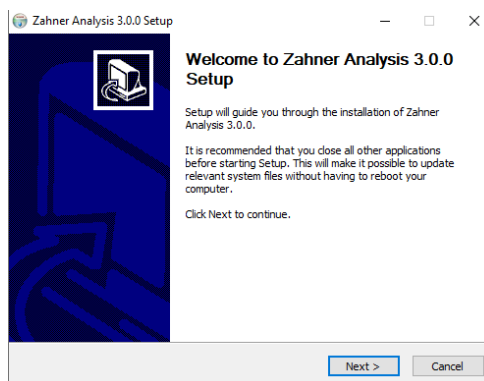 Zahner Analysis 3.0.0 Setup
Welcome to Zahner Analysis 3.0.0
Setup
Setup will guide you through the installation of Zahner
Analysis 3.0.0.
It is recommended that you close all other applications
before starting Setup. This will make it possible to update
relevant system files without having to reboot your
computer.
Click Next to continue.
Next >
Cancel